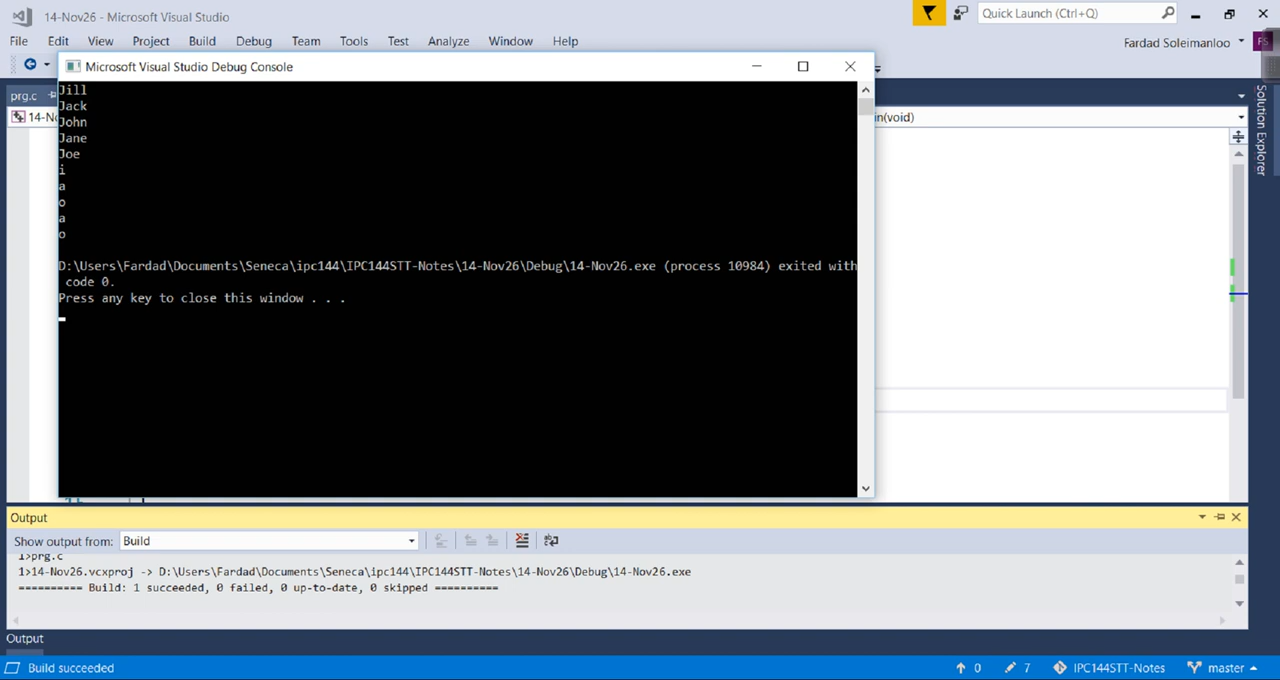 14-Nov26 - Microsoft Visual Studio
Quick Launch (Ctrl+Q)
File Edit View Project Build Debug Team Tools Test Analyze Window Help
Fardad Soleimanloo FS
Microsoft Visual Studio Debug Console
prg.c
Solution Explorer
14-No
in(void)
Jill
Jack
John
Jane
Joe
i
a
o
a
o
D:\Users\Fardad\Documents\Seneca\ipc144\IPC144STT-Notes\14-Nov26\Debug\14-Nov26.exe (process 10984) exited with
code 0.
Press any key to close this window . . .
Output
Show output from: Build
1>prg.c
1>14-Nov26.vcxproj -> D:\Users\Fardad\Documents\Seneca\ipc144\IPC144STT-Notes\14-Nov26\Debug\14-Nov26.exe
========== Build: 1 succeeded, 0 failed, 0 up-to-date, 0 skipped ==========
Output
Build succeeded
0 7 IPC144STT-Notes master